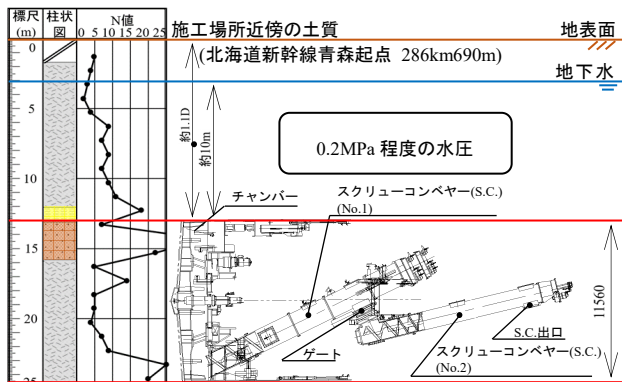 標尺
(m)
柱状
図
N値
0 5 10 15 20 25
施工場所近傍の土質
(北海道新幹線青森起点 286km690m)
地表面
地下水
0
5
10
15
20
25
約1.1D
約10m
0.2MPa 程度の水圧
チャンバー
スクリューコンベヤー(S.C.)
(No.1)
11560
S.C.出口
ゲート
スクリューコンベヤー(S.C.)
(No.2)